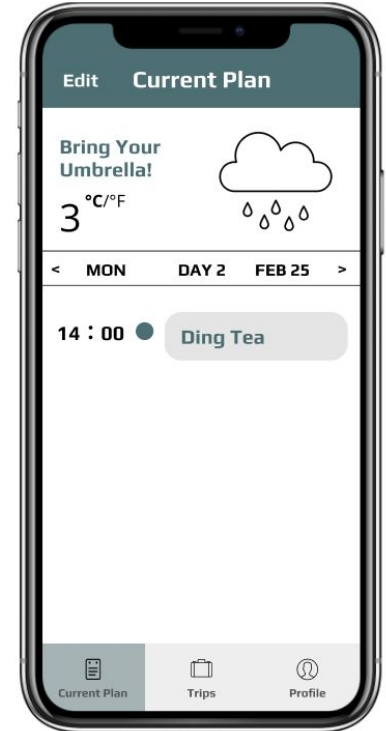 Edit Current Plan
Bring Your
Umbrella!
3 °C/°F
< MON DAY 2 FEB 25 >
14 : 00 Ding Tea
Current Plan Trips Profile